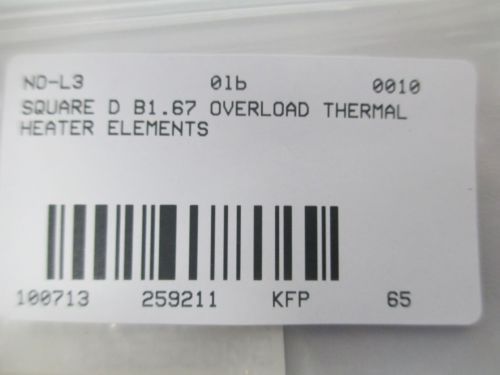 NO-L3 01b 0010
SQUARE D B1.67 OVERLOAD THERMAL
HEATER ELEMENTS
100713 259211 KFP 65